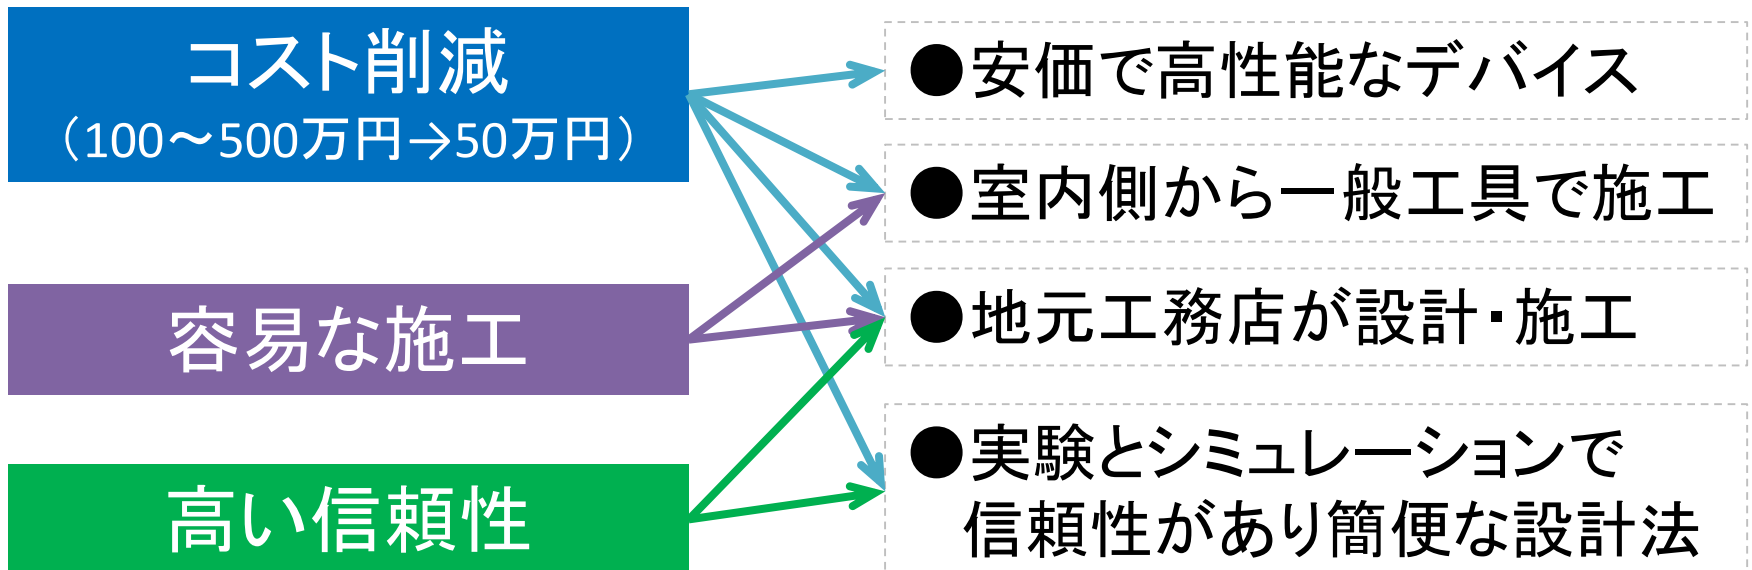 コスト削減
（100～500万円→50万円）
容易な施工
高い信頼性
●安価で高性能なデバイス
●室内側から一般工具で施工
●地元工務店が設計・施工
●実験とシミュレーションで
信頼性があり簡便な設計法